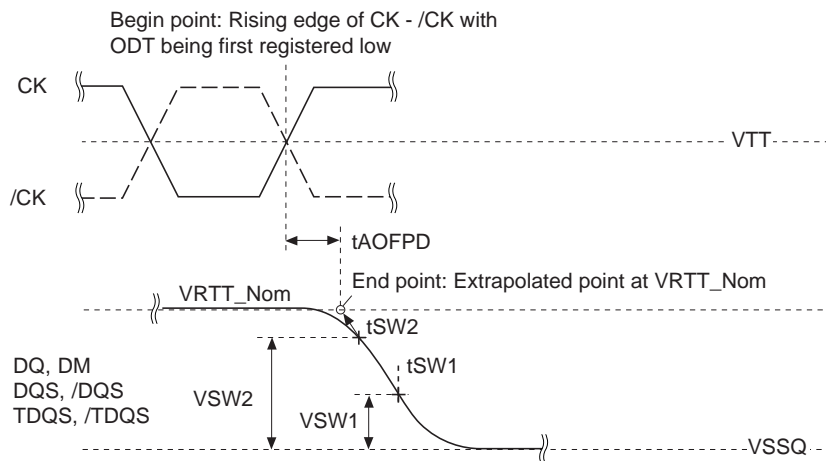 Begin point: Rising edge of CK - /CK with
ODT being first registered low
CK
VTT
/CK
tAOFPD
End point: Extrapolated point at VRTT_Nom
VRTT_Nom
tSW2
tSW1
DQ, DM
DQS, /DQS
TDQS, /TDQS
VSW2
VSW1
VSSQ